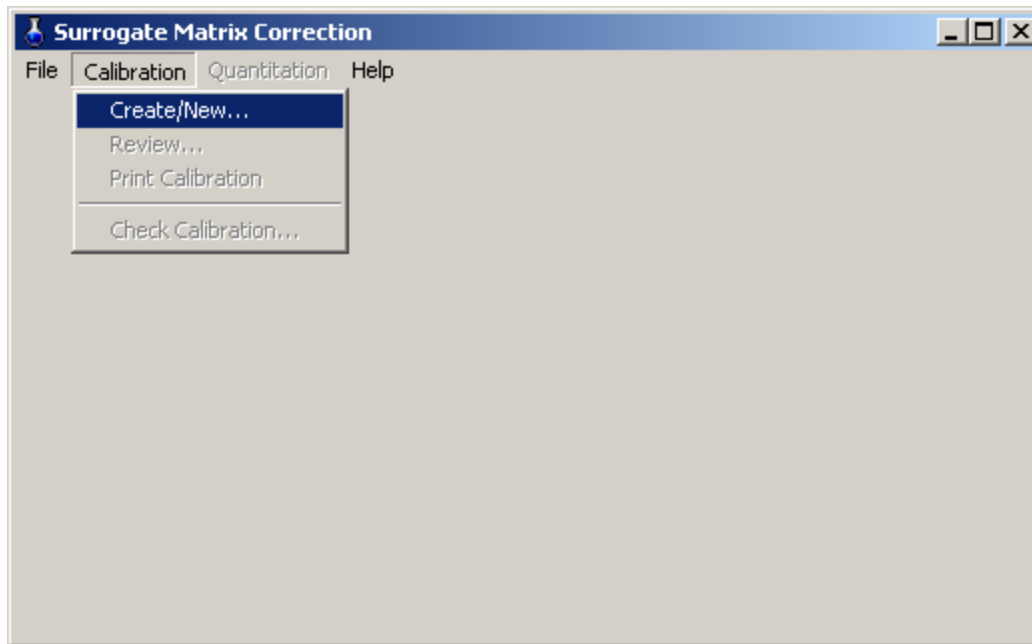 Surrogate Matrix Correction
File Calibration Quantitation Help
Create/New...
Review...
Print Calibration
Check Calibration...